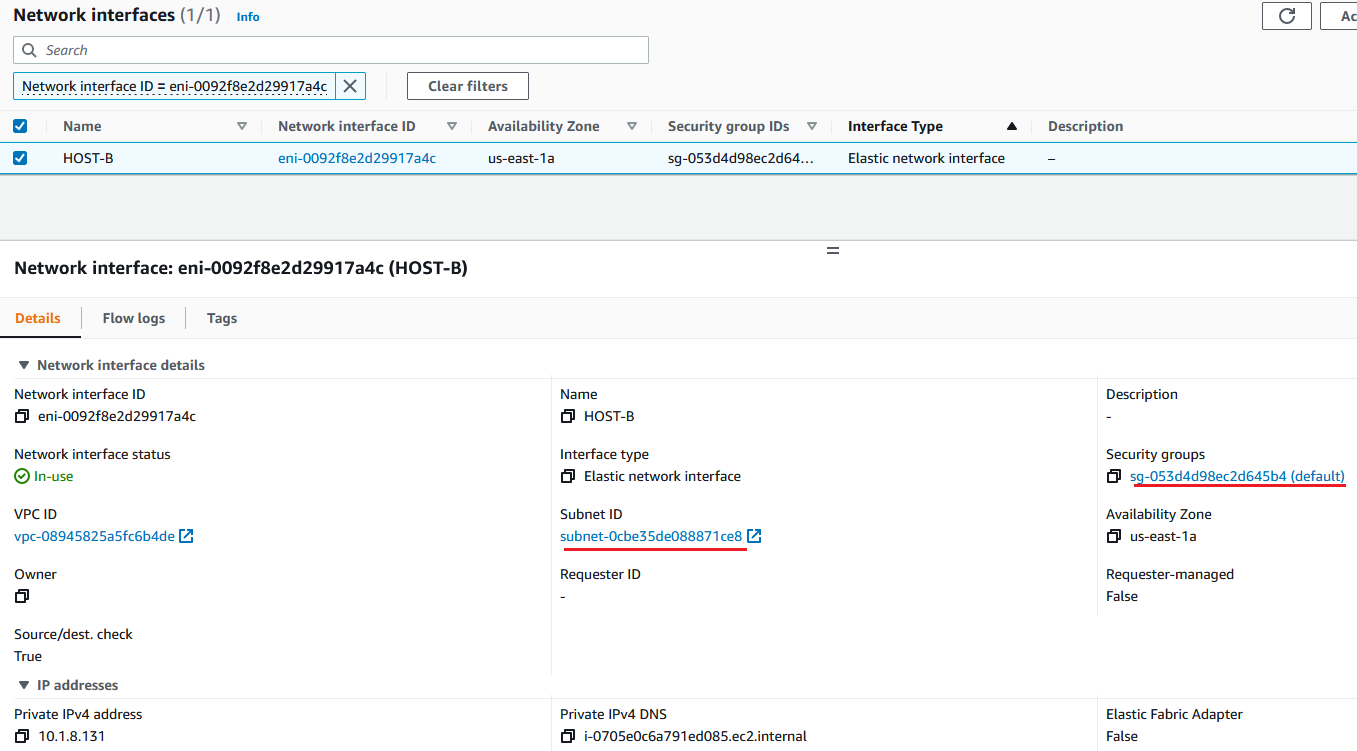 Network interfaces (1/1) Info
Ac
Search
Network interface ID = eni-0092f8e2d29917a4c
Clear filters
Name Network interface ID Availability Zone Security group IDs Interface Type Description
HOST-B eni-0092f8e2d29917a4c us-east-1a sg-053d4d98ec2d64... Elastic network interface –
Network interface: eni-0092f8e2d29917a4c (HOST-B)
Details Flow logs Tags
Network interface details
Network interface ID Name Description
eni-0092f8e2d29917a4c HOST-B -
Network interface status Interface type Security groups
In-use Elastic network interface sg-053d4d98ec2d645b4 (default)
VPC ID Subnet ID Availability Zone
vpc-08945825a5fc6b4de subnet-0cbe35de088871ce8 us-east-1a
Owner Requester ID Requester-managed
- False
Source/dest. check
True
IP addresses
Private IPv4 address Private IPv4 DNS Elastic Fabric Adapter
10.1.8.131 i-0705e0c6a791ed085.ec2.internal False